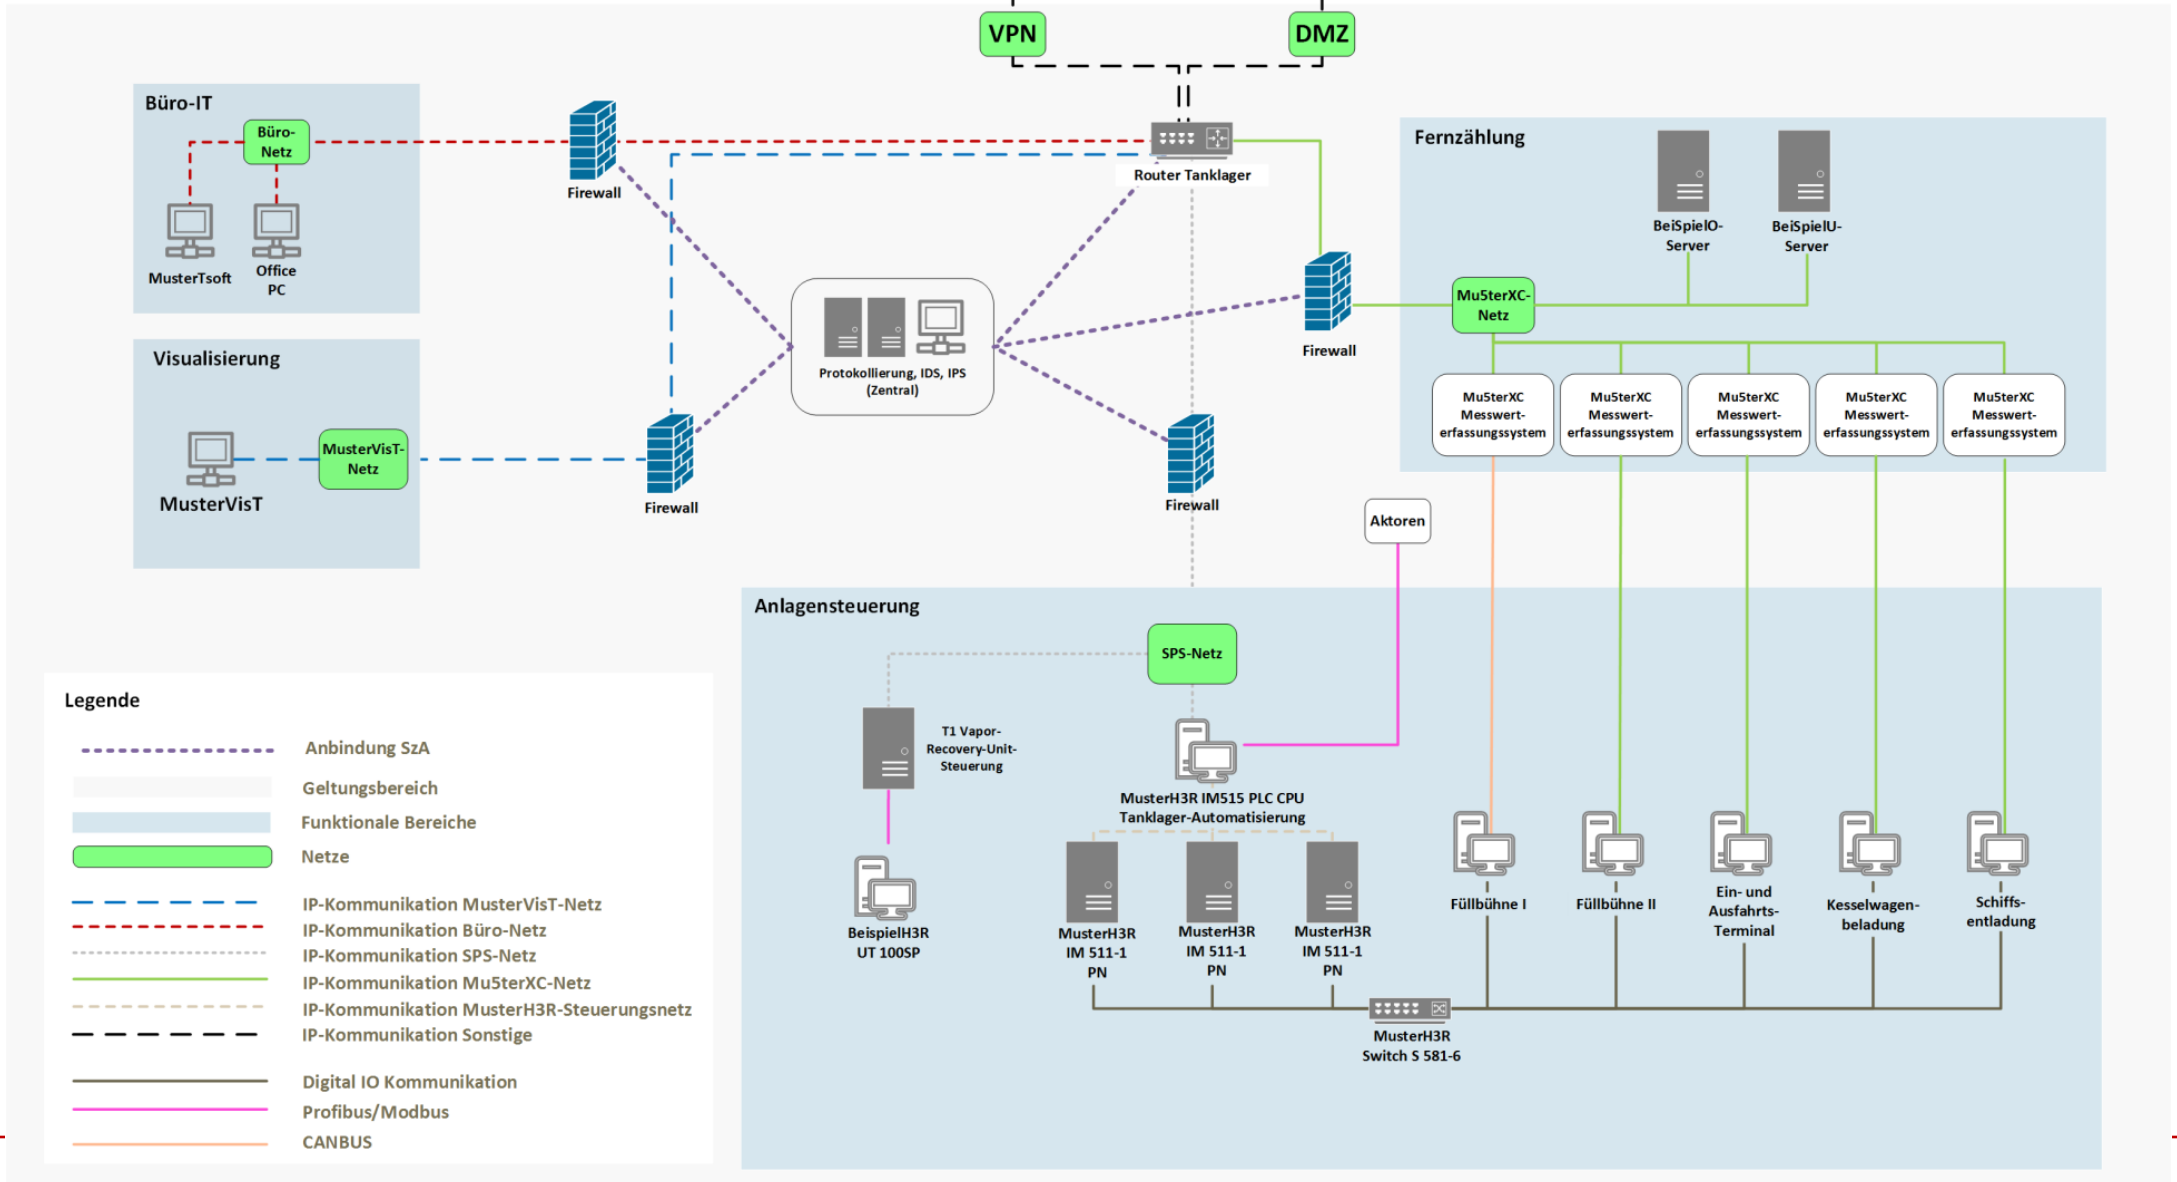 VPN
DMZ
Büro-IT
Büro-
Netz
MusterTsoft
Office
PC
Firewall
Router Tanklager
Fernzählung
BeiSpielO-
Server
BeiSpielU-
Server
Mu5terXC-
Netz
Firewall
Mu5terXC
Messwert-
erfassungssystem
Mu5terXC
Messwert-
erfassungssystem
Mu5terXC
Messwert-
erfassungssystem
Mu5terXC
Messwert-
erfassungssystem
Mu5terXC
Messwert-
erfassungssystem
Visualisierung
MusterVisT
MusterVisT-
Netz
Firewall
Protokollierung, IDS, IPS
(Zentral)
Firewall
Aktoren
Anlagensteuerung
SPS-Netz
T1 Vapor-
Recovery-Unit-
Steuerung
MusterH3R IM515 PLC CPU
Tanklager-Automatisierung
BeispielH3R
UT 100SP
MusterH3R
IM 511-1
PN
MusterH3R
IM 511-1
PN
MusterH3R
IM 511-1
PN
Füllbühne I
Füllbühne II
Ein- und
Ausfahrts-
Terminal
Kesselwagen-
beladung
Schiffs-
entladung
MusterH3R
Switch S 581-6
Legende
Anbindung SzA
Geltungsbereich
Funktionale Bereiche
Netze
IP-Kommunikation MusterVisT-Netz
IP-Kommunikation Büro-Netz
IP-Kommunikation SPS-Netz
IP-Kommunikation Mu5terXC-Netz
IP-Kommunikation MusterH3R-Steuerungsnetz
IP-Kommunikation Sonstige
Digital IO Kommunikation
Profibus/Modbus
CANBUS